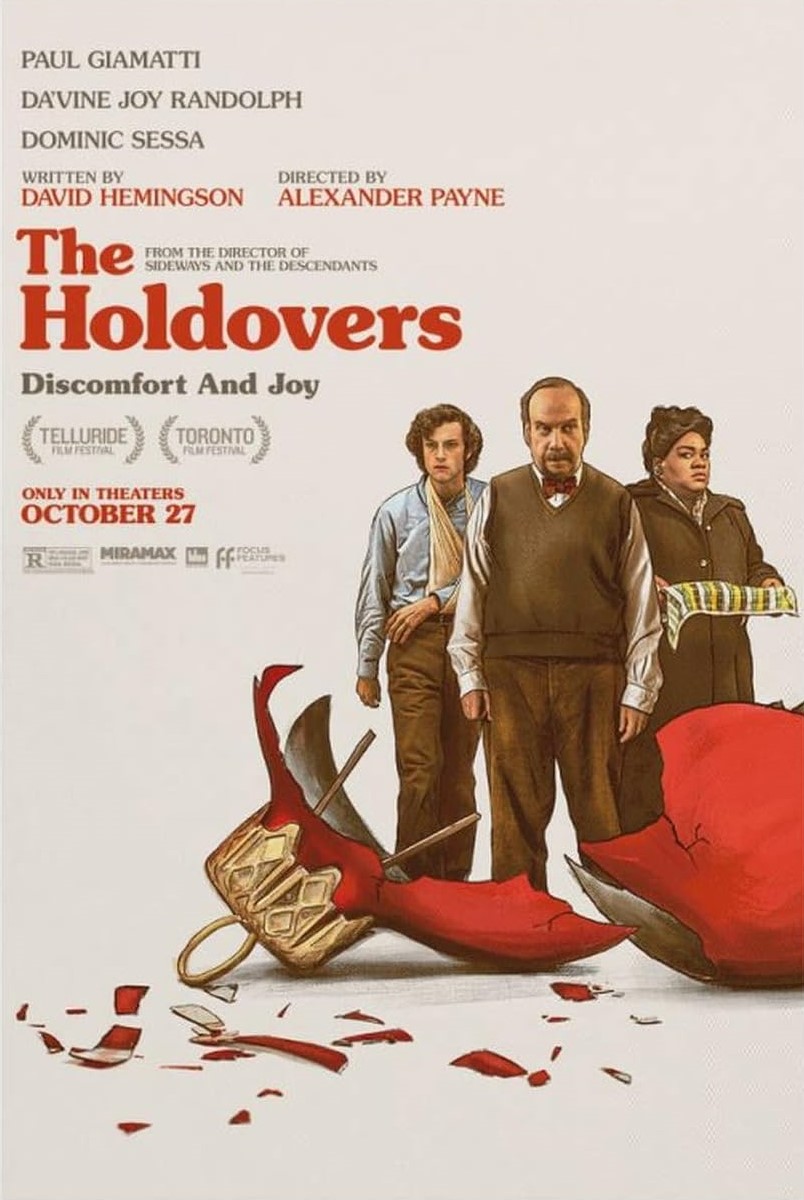 PAUL GIAMATTI
DA'VINE JOY RANDOLPH
DOMINIC SESSA
WRITTEN BY
DAVID HEMINGSON
DIRECTED BY
ALEXANDER PAYNE
The
FROM THE DIRECTOR OF
SIDEWAYS AND THE DESCENDANTS
Holdovers
Discomfort And Joy
TELLURIDE
FILM FESTIVAL
TORONTO
FILM FESTIVAL
ONLY IN THEATERS
OCTOBER 27
R
MIRAMAX
ff FOCUS
FEATURES